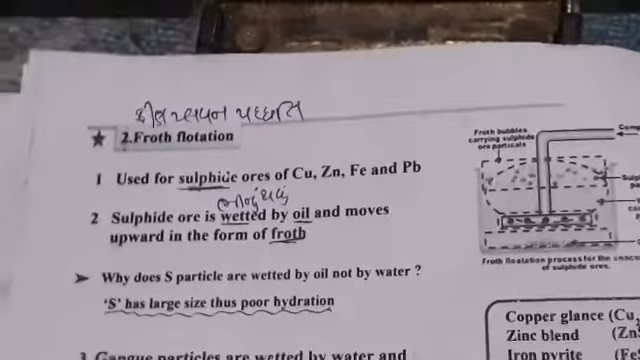 ફીણ પ્લવન પદ્ધતિ
★ 2.Froth flotation
1 Used for sulphide ores of Cu, Zn, Fe and Pb
ભીનું થવું
2 Sulphide ore is wetted by oil and moves
upward in the form of froth
➤ Why does S particle are wetted by oil not by water ?
'S' has large size thus poor hydration
3 Gangue particles are wetted by water and
Froth bubbles
carrying sulphide
ore particals
Froth floatation process for the
of sulphide ores.
Copper glance (Cu
Zinc blend (Zn
Iron pyrite (Fe